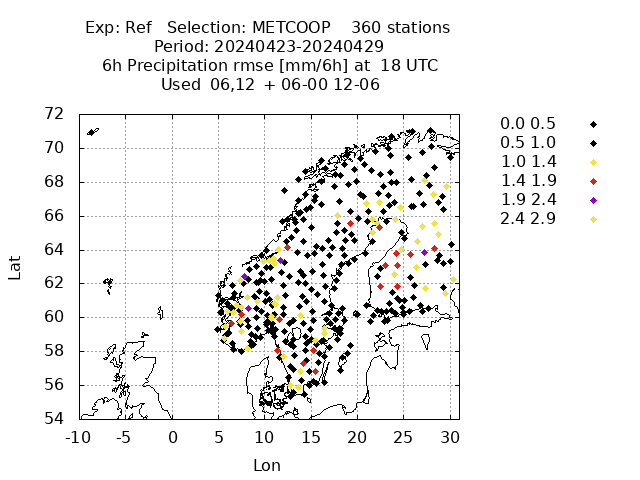 Exp: Ref   Selection: METCOOP    360 stations
Period: 20240423-20240429
6h Precipitation rmse [mm/6h] at  18 UTC
Used  06,12  + 06-00 12-06
72
70
68
66
64
62
60
58
56
54
-10 -5 0 5 10 15 20 25 30
Lat
Lon
0.0 0.5
0.5 1.0
1.0 1.4
1.4 1.9
1.9 2.4
2.4 2.9